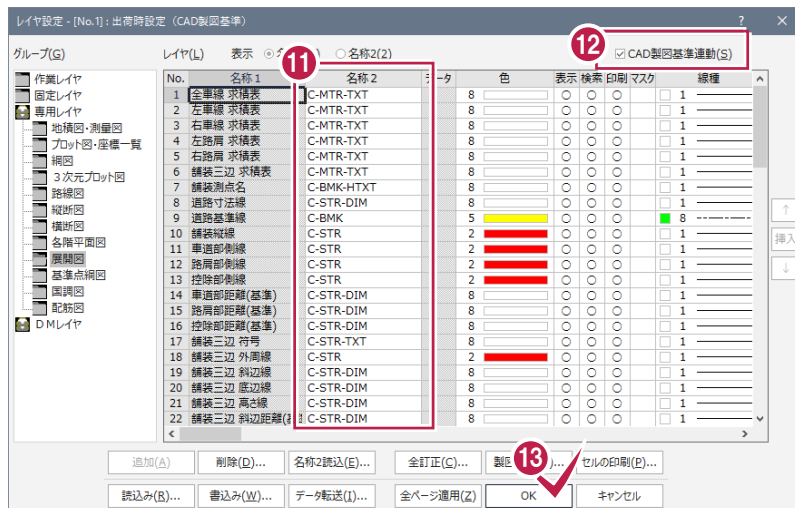 レイヤ設定 - [No.1] : 出荷時設定（CAD製図基準）
? ×
グループ(G)
レイヤ(L) 表示 名称2(2)
CAD製図基準連動(S)
11
12
作業レイヤ
固定レイヤ
専用レイヤ
地積図・測量図
プロット図・座標一覧
網図
３次元プロット図
路線図
縦断図
横断図
各階平面図
展開図
基準点網図
国調図
配筋図
ＤＭレイヤ
No. 名称 1 名称 2 データ 色 表示 検索 印刷 マスク 線種
1 全車線 求積表 C-MTR-TXT 8 ○ ○ ○ 1
2 左車線 求積表 C-MTR-TXT 8 ○ ○ ○ 1
3 右車線 求積表 C-MTR-TXT 8 ○ ○ ○ 1
4 左路肩 求積表 C-MTR-TXT 8 ○ ○ ○ 1
5 右路肩 求積表 C-MTR-TXT 8 ○ ○ ○ 1
6 舗装三辺 求積表 C-MTR-TXT 8 ○ ○ ○ 1
7 舗装測点名 C-BMK-HTXT 8 ○ ○ ○ 1
8 道路寸法線 C-STR-DIM 8 ○ ○ ○ 1
9 道路基準線 C-BMK 5 ○ ○ ○ 8
10 舗装縦線 C-STR 2 ○ ○ ○ 1
11 車道部側線 C-STR 2 ○ ○ ○ 1
12 路肩部側線 C-STR 2 ○ ○ ○ 1
13 控除部側線 C-STR 2 ○ ○ ○ 1
14 車道部距離(基準) C-STR-DIM 8 ○ ○ ○ 1
15 路肩部距離(基準) C-STR-DIM 8 ○ ○ ○ 1
16 控除部距離(基準) C-STR-DIM 8 ○ ○ ○ 1
17 舗装三辺 符号 C-STR-TXT 8 ○ ○ ○ 1
18 舗装三辺 外周線 C-STR 2 ○ ○ ○ 1
19 舗装三辺 斜辺線 C-STR-DIM 8 ○ ○ ○ 1
20 舗装三辺 底辺線 C-STR-DIM 8 ○ ○ ○ 1
21 舗装三辺 高さ線 C-STR-DIM 8 ○ ○ ○ 1
22 舗装三辺 斜辺距離( C-STR-DIM 8 ○ ○ ○ 1
↑
挿入
↓
追加(A) 削除(D)... 名称2読込(E)... 全訂正(C)... 製図 セルの印刷(P)...
13
読込み(R)... 書込み(W)... データ転送(I)... 全ページ適用(Z) OK キャンセル